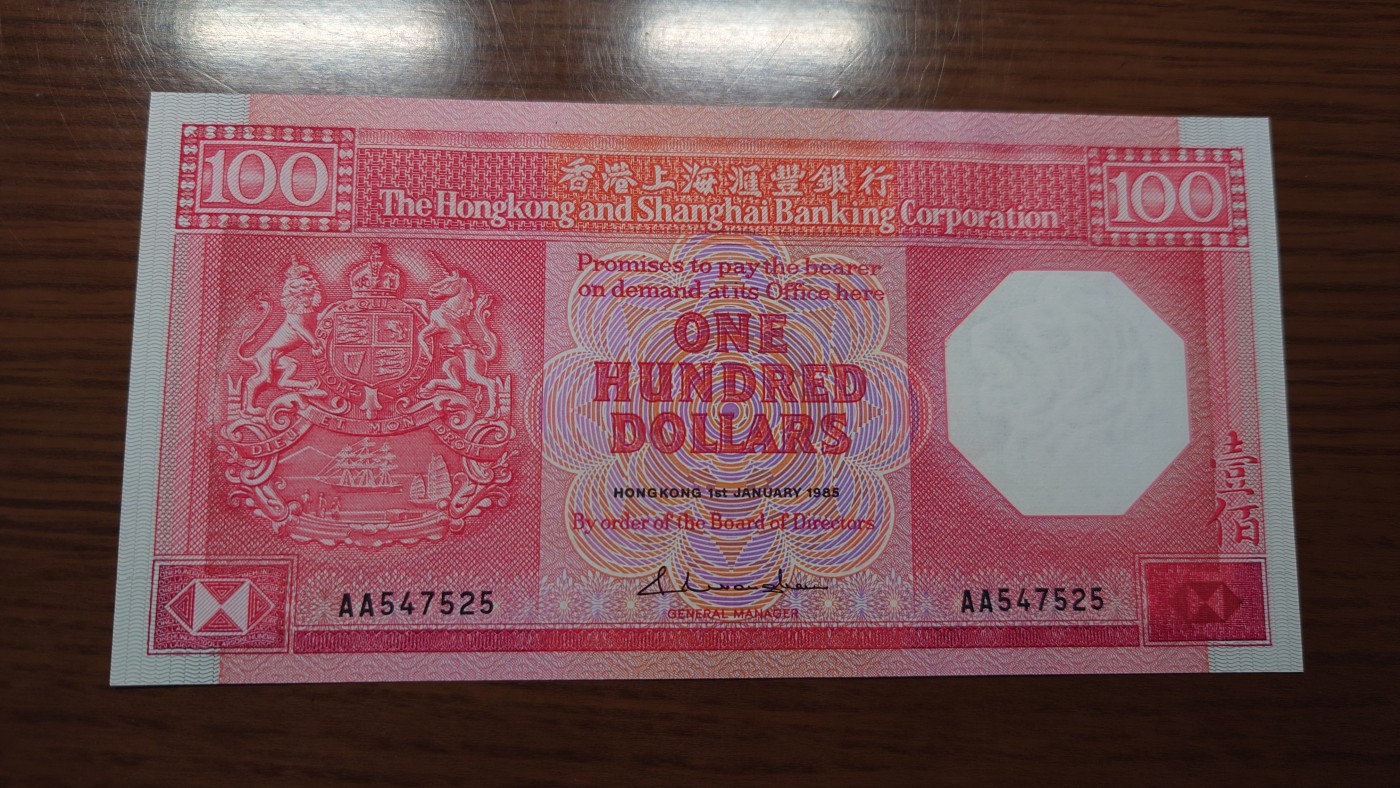 100
香港上海滙豐銀行
100
The Hongkong and Shanghai Banking Corporation
Promises to pay the bearer
on demand at its Office here
ONE
HUNDRED
DOLLARS
DIEU ET MON DROIT
HONGKONG 1st JANUARY 1985
By order of the Board of Directors
壹佰
AA547525
GENERAL MANAGER
AA547525